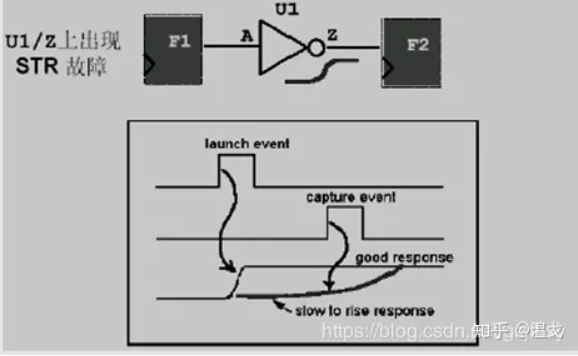 U1
U1/Z上出现
STR 故障
F1
A
Z
F2
launch event
capture event
good response
slow to rise response
https://blog.csdn.
知乎 @温戈